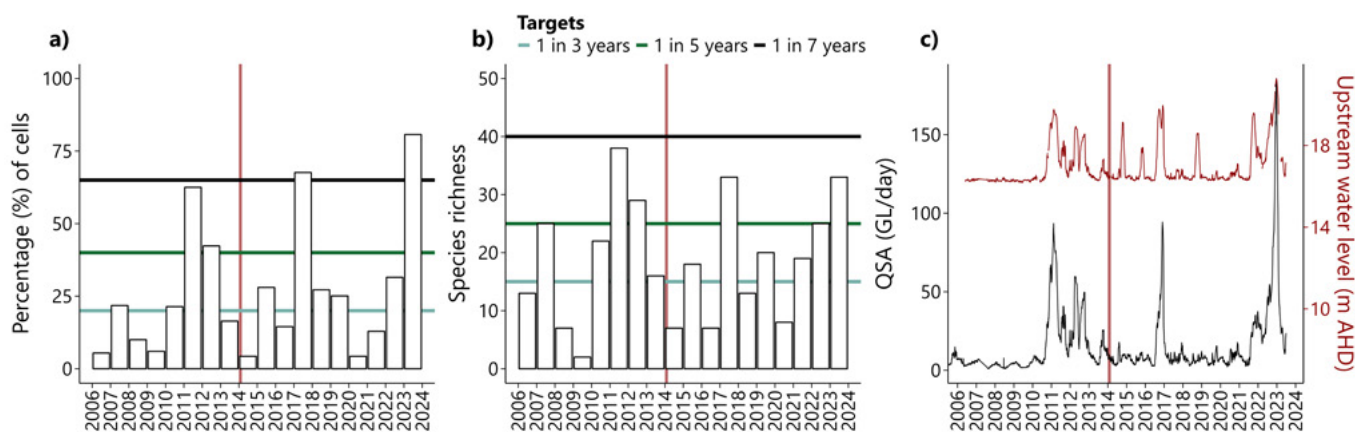 Targets
1 in 3 years 1 in 5 years 1 in 7 years
a)
Percentage (%) of cells
100
75
50
25
0
2006 2007 2008 2009 2010 2011 2012 2013 2014 2015 2016 2017 2018 2019 2020 2021 2022 2023 2024
b)
Species richness
50
40
30
20
10
0
2006 2007 2008 2009 2010 2011 2012 2013 2014 2015 2016 2017 2018 2019 2020 2021 2022 2023 2024
c)
QSA (GL/day)
150
100
50
0
2006 2007 2008 2009 2010 2011 2012 2013 2014 2015 2016 2017 2018 2019 2020 2021 2022 2023 2024
18
14
10
Upstream water level (m AHD)